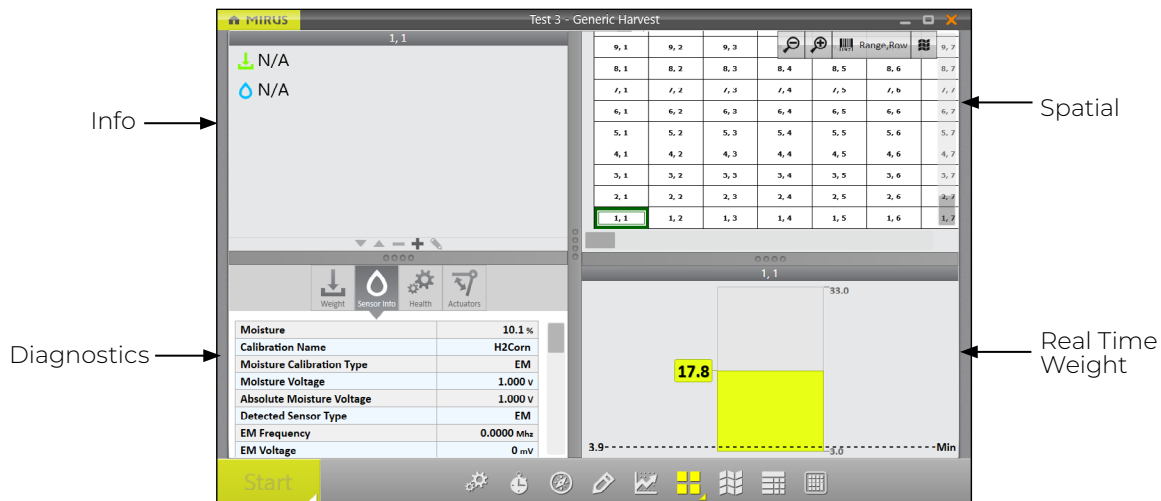 MIRUS
Test 3 - Generic Harvest
1, 1
N/A
N/A
Info
Range,Row
9, 1 9, 2 9, 3 9, 7
8, 1 8, 2 8, 3 8, 4 8, 5 8, 6 8, 7
7, 1 7, 2 7, 3 7, 4 7, 5 7, 6 7, 7
6, 1 6, 2 6, 3 6, 4 6, 5 6, 6 6, 7
5, 1 5, 2 5, 3 5, 4 5, 5 5, 6 5, 7
4, 1 4, 2 4, 3 4, 4 4, 5 4, 6 4, 7
3, 1 3, 2 3, 3 3, 4 3, 5 3, 6 3, 7
2, 1 2, 2 2, 3 2, 4 2, 5 2, 6 2, 7
1, 1 1, 2 1, 3 1, 4 1, 5 1, 6 1, 7
Spatial
Weight Sensor Info Health Actuators
Moisture 10.1 %
Calibration Name H2Corn
Moisture Calibration Type EM
Moisture Voltage 1.000 V
Absolute Moisture Voltage 1.000 V
Detected Sensor Type EM
EM Frequency 0.0000 Mhz
EM Voltage 0 mV
Diagnostics
1, 1
33.0
17.8
3.9 Min
3.0
Real Time
Weight
Start